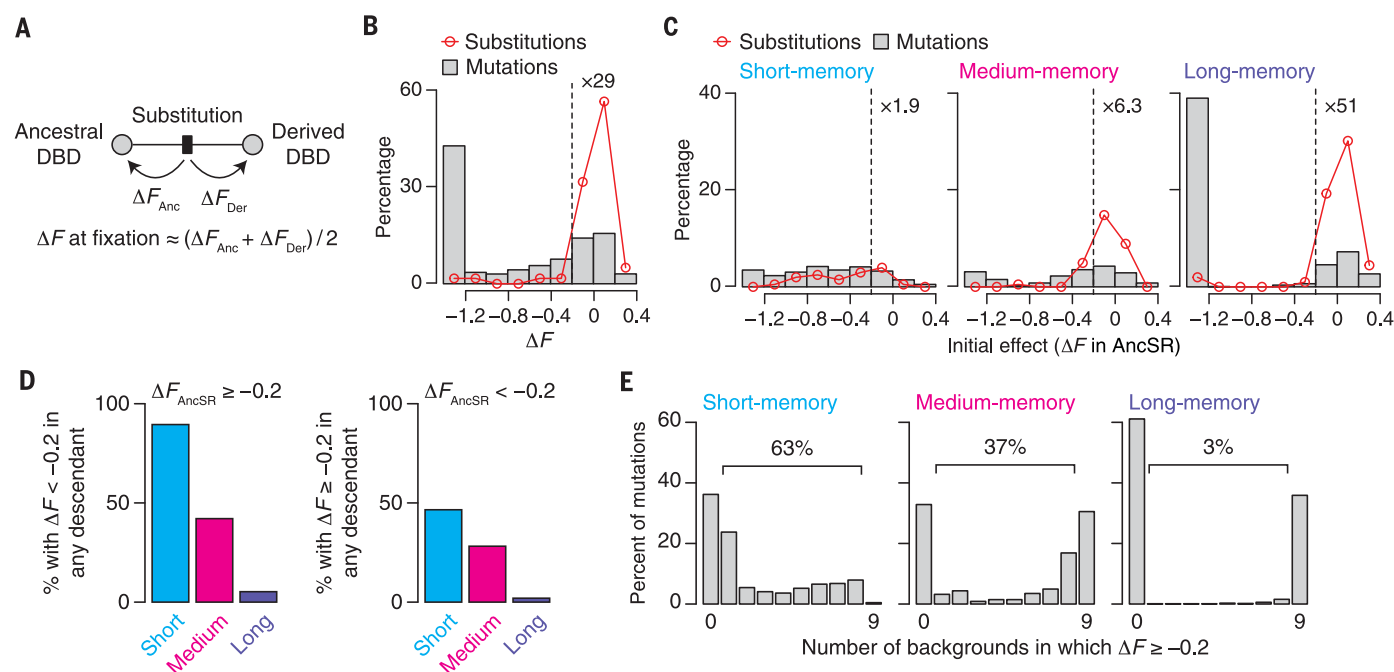 A
Substitution
Ancestral DBD
Derived DBD
ΔF_Anc
ΔF_Der
ΔF at fixation ≈ (ΔF_Anc + ΔF_Der) / 2
B
Substitutions
Mutations
×29
Percentage
60
30
0
−1.2 −0.8 −0.4 0 0.4
ΔF
C
Substitutions Mutations
Short-memory
Medium-memory
Long-memory
×1.9
×6.3
×51
Percentage
40
20
0
−1.2 −0.8 −0.4 0 0.4
−1.2 −0.8 −0.4 0 0.4
−1.2 −0.8 −0.4 0 0.4
Initial effect (ΔF in AncSR)
D
ΔF_AncSR ≥ −0.2
% with ΔF < −0.2 in
any descendant
100
50
0
Short
Medium
Long
ΔF_AncSR < −0.2
% with ΔF ≥ −0.2 in
any descendant
100
50
0
Short
Medium
Long
E
Short-memory
Medium-memory
Long-memory
63%
37%
3%
Percent of mutations
60
40
20
0
0 9
0 9
0 9
Number of backgrounds in which ΔF ≥ −0.2